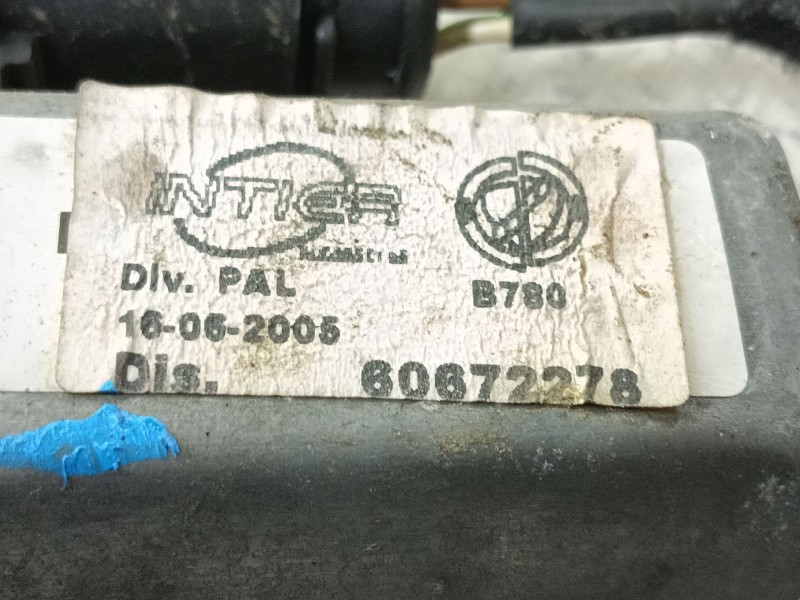 INTIER
Div. PAL
B780
16-06-2005
Dis. 60672278